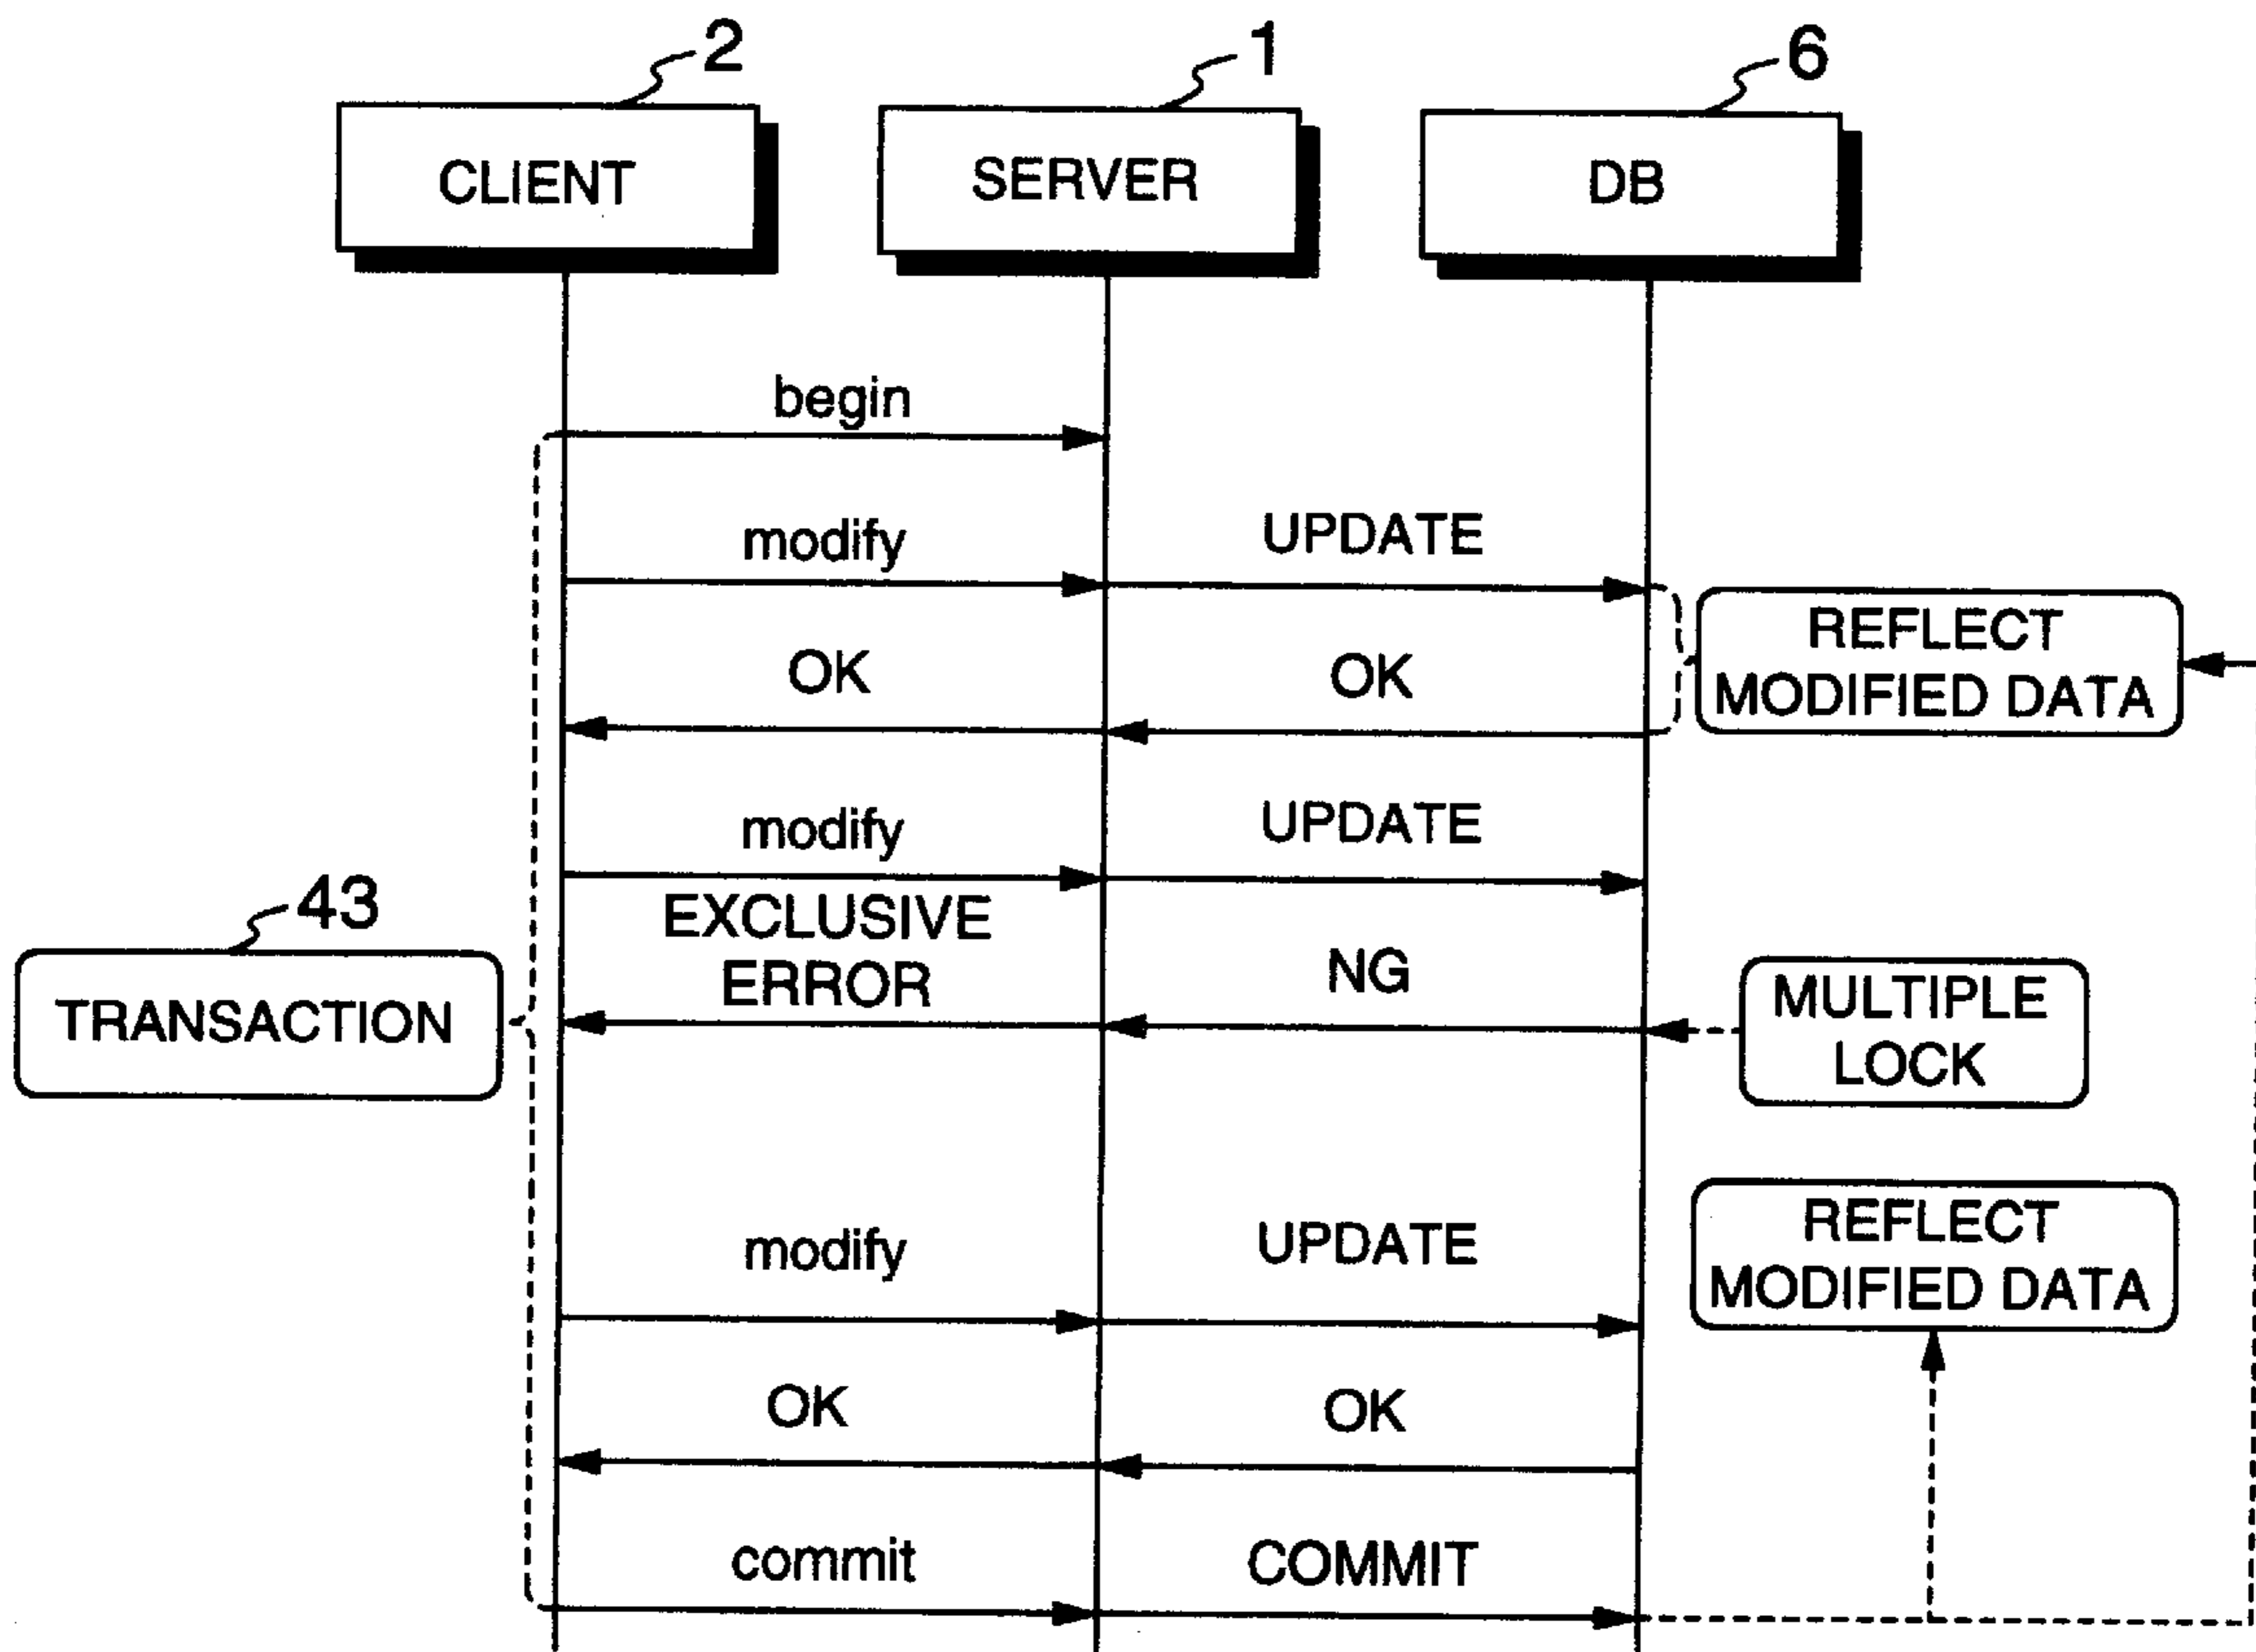 2
1
6
CLIENT
SERVER
DB
begin
modify
UPDATE
REFLECT
MODIFIED DATA
OK
OK
modify
UPDATE
43
TRANSACTION
EXCLUSIVE
ERROR
NG
MULTIPLE
LOCK
modify
UPDATE
REFLECT
MODIFIED DATA
OK
OK
commit
COMMIT